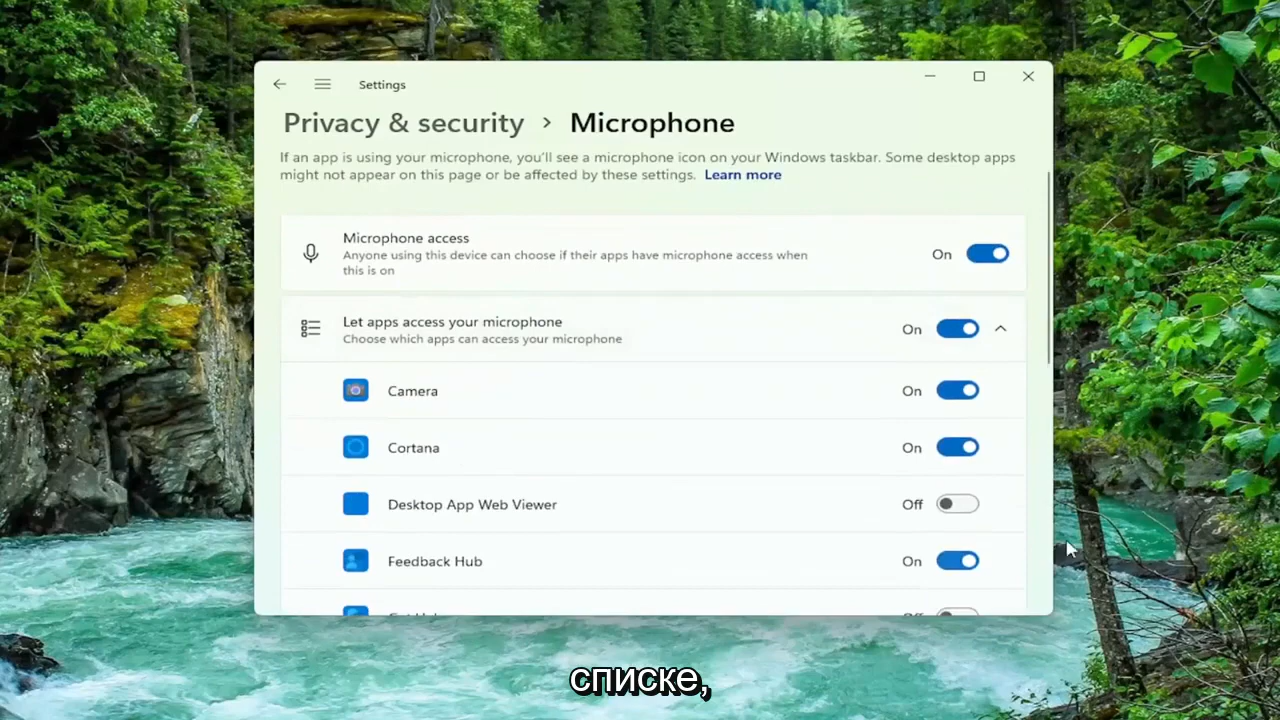 Settings
Privacy & security > Microphone
If an app is using your microphone, you'll see a microphone icon on your Windows taskbar. Some desktop apps
might not appear on this page or be affected by these settings. Learn more
Microphone access
Anyone using this device can choose if their apps have microphone access when
this is on
On
Let apps access your microphone
Choose which apps can access your microphone
On
Camera
On
Cortana
On
Desktop App Web Viewer
Off
Feedback Hub
On
списке,